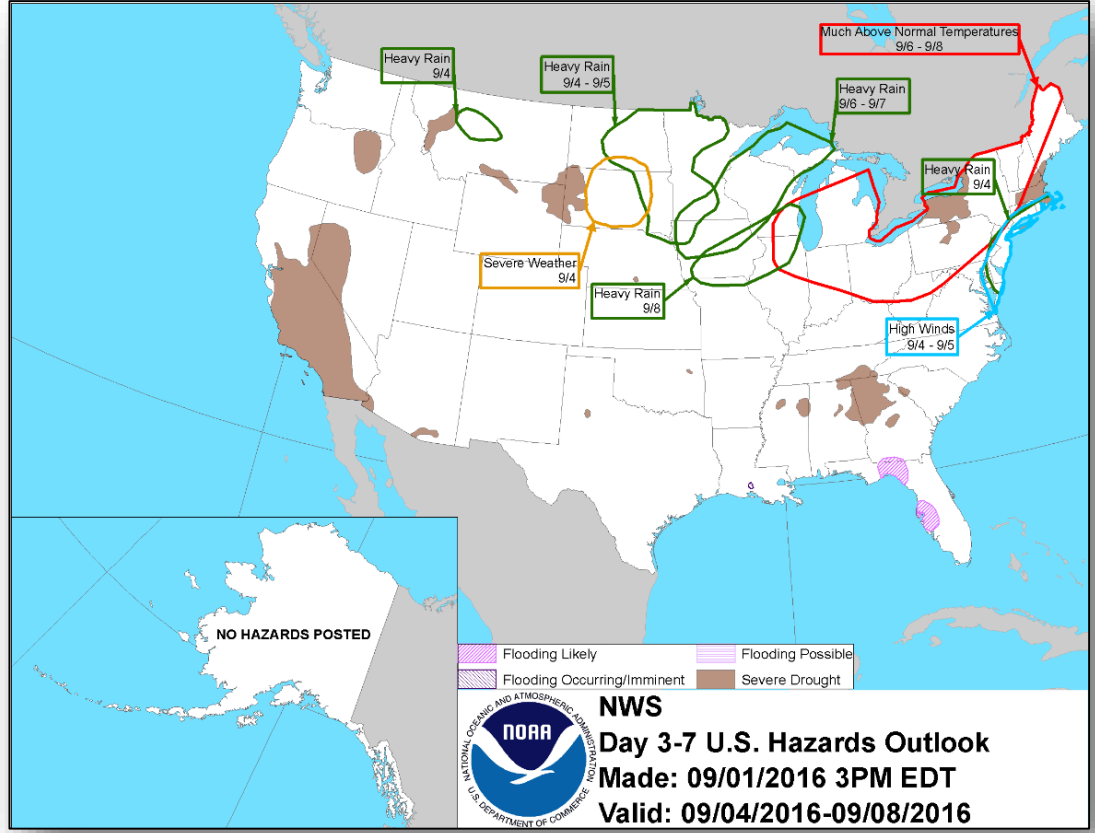 Much Above Normal Temperatures
9/6 - 9/8
Heavy Rain
9/4
Heavy Rain
9/4 - 9/5
Heavy Rain
9/6 - 9/7
Heavy Rain
9/4
Severe Weather
9/4
Heavy Rain
9/8
High Winds
9/4 - 9/5
NO HAZARDS POSTED
Flooding Likely
Flooding Possible
Flooding Occurring/Imminent
Severe Drought
NATIONAL OCEANIC AND ATMOSPHERIC ADMINISTRATION
NOAA
U.S. DEPARTMENT OF COMMERCE
NWS
Day 3-7 U.S. Hazards Outlook
Made: 09/01/2016 3PM EDT
Valid: 09/04/2016-09/08/2016